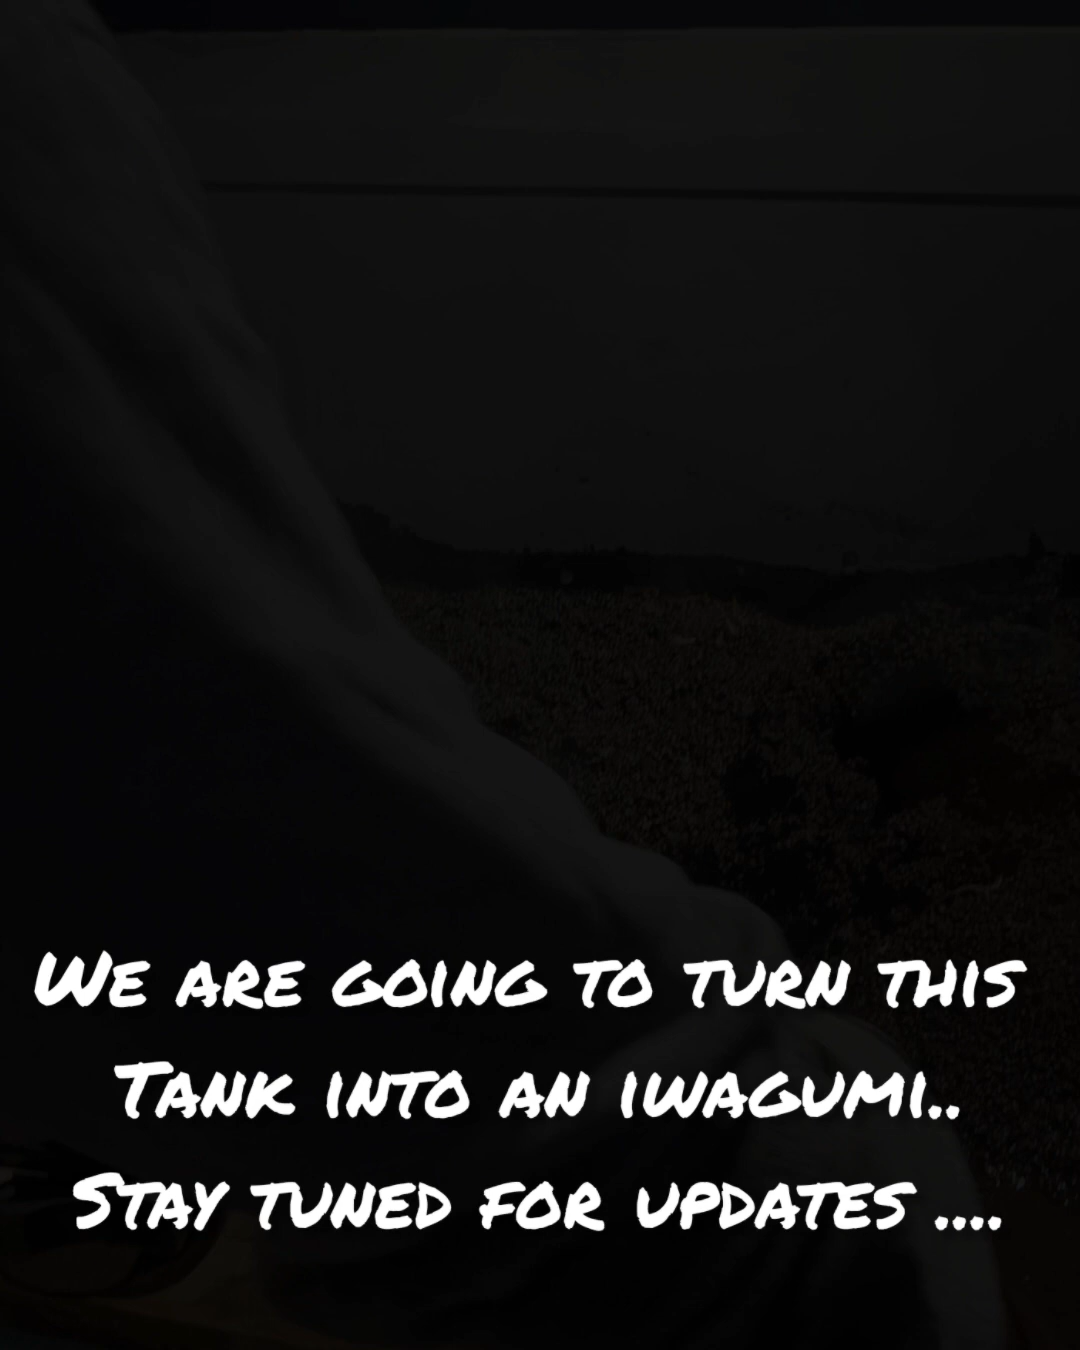 We are going to turn this
Tank into an iwagumi..
Stay tuned for updates ....